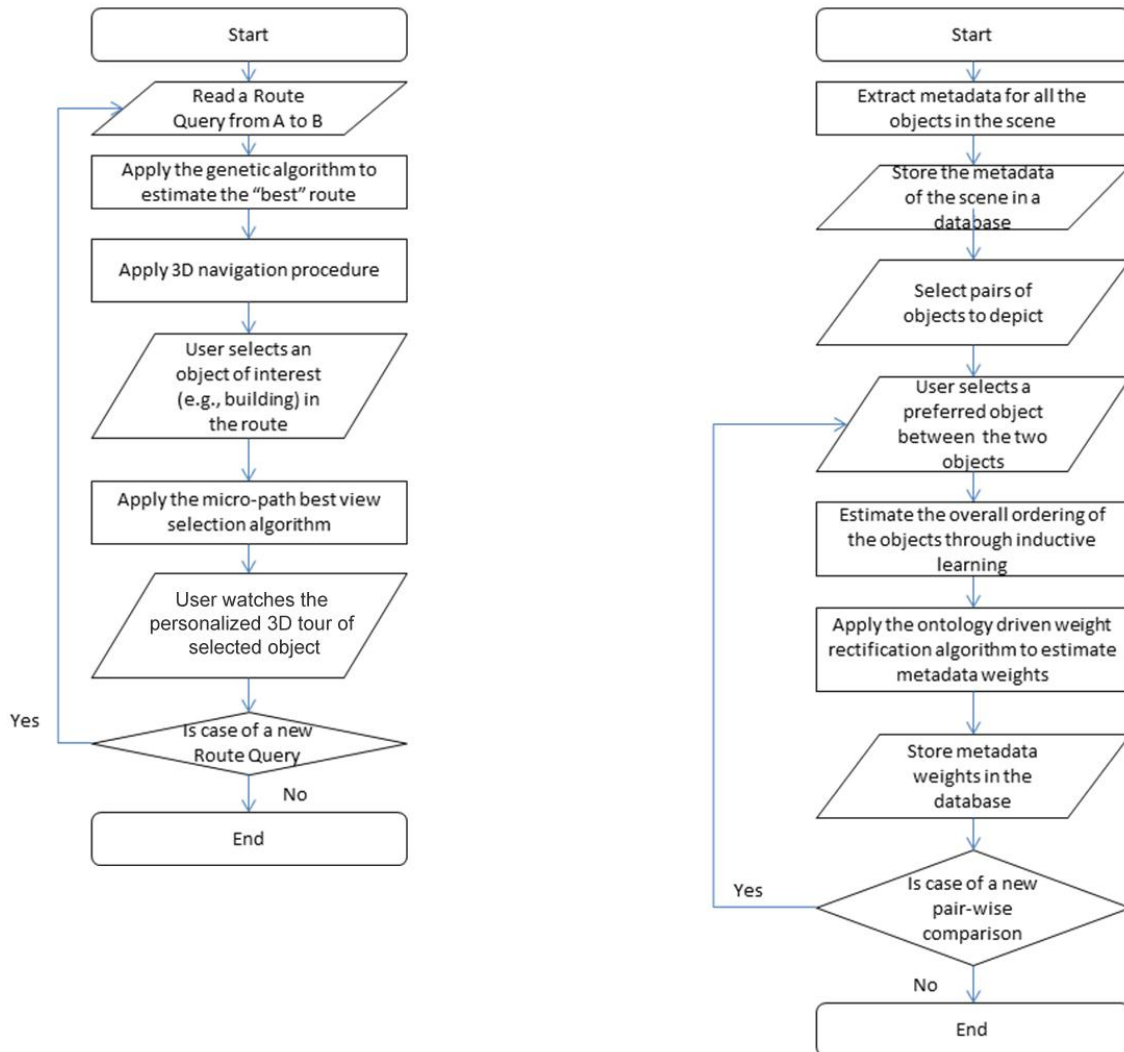 Start
Read a Route
Query from A to B
Apply the genetic algorithm to
estimate the “best” route
Apply 3D navigation procedure
User selects an
object of interest
(e.g., building) in
the route
Apply the micro-path best view
selection algorithm
User watches the
personalized 3D tour of
selected object
Is case of a new
Route Query
Yes
No
End
Start
Extract metadata for all the
objects in the scene
Store the metadata
of the scene in a
database
Select pairs of
objects to depict
User selects a
preferred object
between the two
objects
Estimate the overall ordering of
the objects through inductive
learning
Apply the ontology driven weight
rectification algorithm to estimate
metadata weights
Store metadata
weights in the
database
Is case of a new
pair-wise
comparison
Yes
No
End